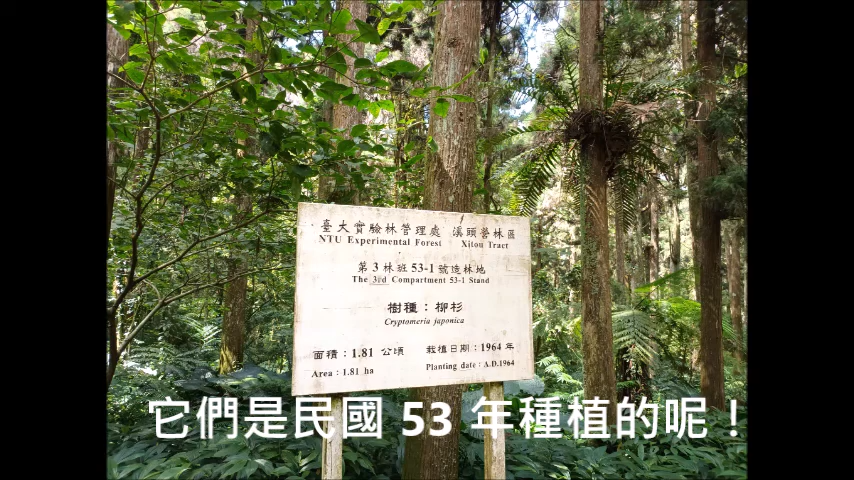 臺大實驗林管理處 溪頭營林區
NTU Experimental Forest Xitou Tract
第3林班53-1號造林地
The 3rd Compartment 53-1 Stand
樹種：柳杉
Cryptomeria japonica
面積：1.81 公頃 栽植日期：1964 年
Area：1.81 ha Planting date：A.D.1964
它們是民國 53 年種植的呢！